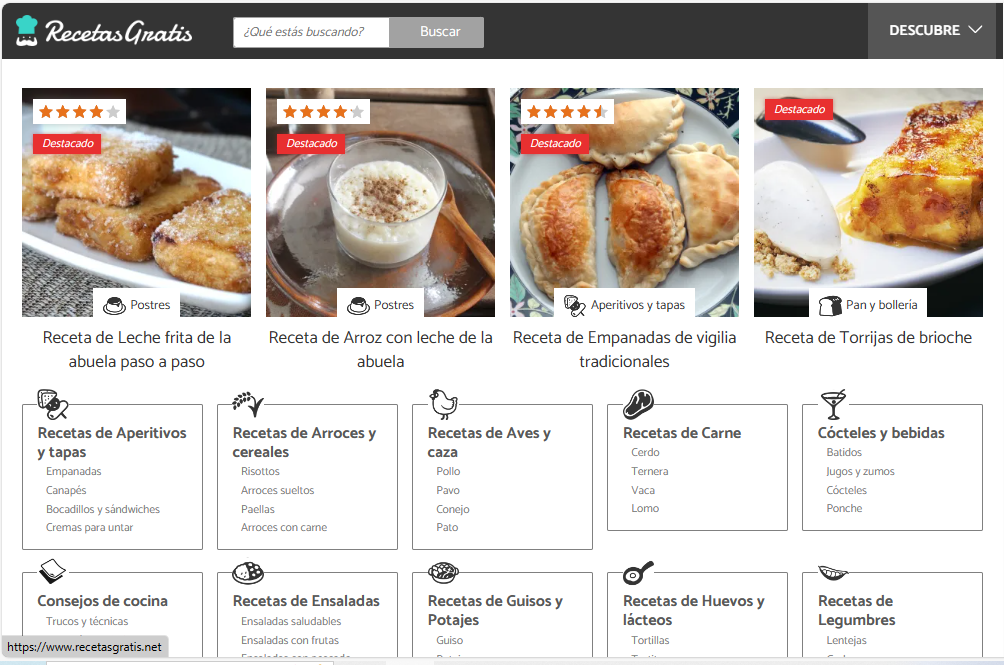 RecetasGratis
¿Qué estás buscando?
Buscar
DESCUBRE
Destacado
Destacado
Destacado
Destacado
Postres
Postres
Aperitivos y tapas
Pan y bollería
Receta de Leche frita de la
abuela paso a paso
Receta de Arroz con leche de la
abuela
Receta de Empanadas de vigilia
tradicionales
Receta de Torrijas de brioche
Recetas de Aperitivos
y tapas
Empanadas
Canapés
Bocadillos y sándwiches
Cremas para untar
Recetas de Arroces y
cereales
Risottos
Arroces sueltos
Paellas
Arroces con carne
Recetas de Aves y
caza
Pollo
Pavo
Conejo
Pato
Recetas de Carne
Cerdo
Ternera
Vaca
Lomo
Cócteles y bebidas
Batidos
Jugos y zumos
Cócteles
Ponche
Consejos de cocina
Trucos y técnicas
Recetas de Ensaladas
Ensaladas saludables
Ensaladas con frutas
Recetas de Guisos y
Potajes
Guiso
Recetas de Huevos y
lácteos
Tortillas
Recetas de
Legumbres
Lentejas
https://www.recetasgratis.net